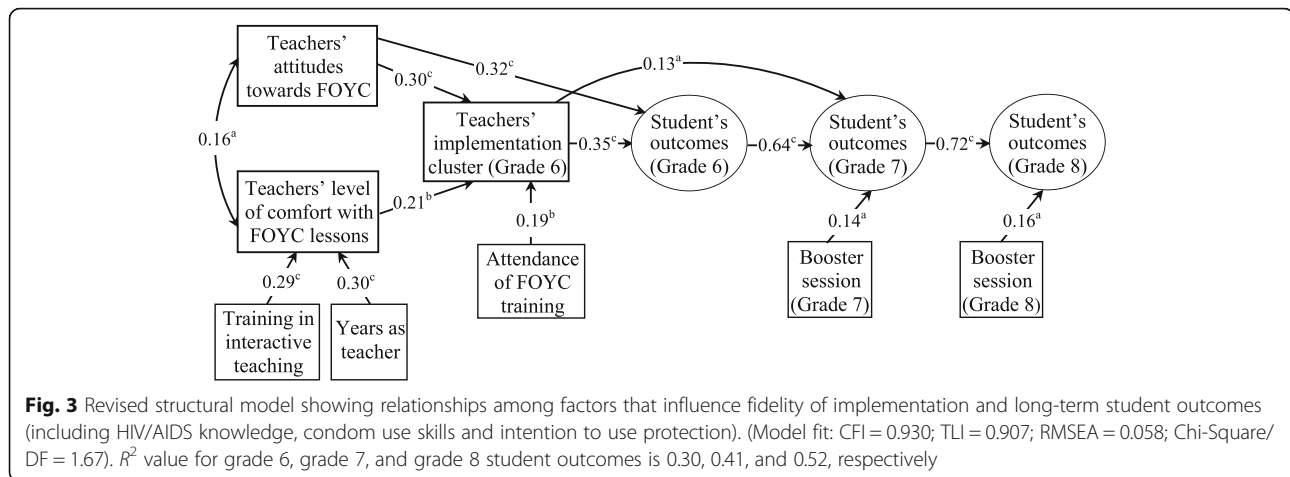 Teachers'
attitudes
towards FOYC
0.32ᶜ
0.13ᵃ
0.30ᶜ
0.16ᵃ
Teachers'
implementation
cluster (Grade 6)
0.35ᶜ
Student's
outcomes
(Grade 6)
0.64ᶜ
Student's
outcomes
(Grade 7)
0.72ᶜ
Student's
outcomes
(Grade 8)
Teachers' level
of comfort with
FOYC lessons
0.21ᵇ
0.19ᵇ
0.14ᵃ
0.16ᵃ
0.29ᶜ
0.30ᶜ
Attendance
of FOYC
training
Booster
session
(Grade 7)
Booster
session
(Grade 8)
Training in
interactive
teaching
Years as
teacher
Fig. 3 Revised structural model showing relationships among factors that influence fidelity of implementation and long-term student outcomes
(including HIV/AIDS knowledge, condom use skills and intention to use protection). (Model fit: CFI = 0.930; TLI = 0.907; RMSEA = 0.058; Chi-Square/
DF = 1.67). R² value for grade 6, grade 7, and grade 8 student outcomes is 0.30, 0.41, and 0.52, respectively